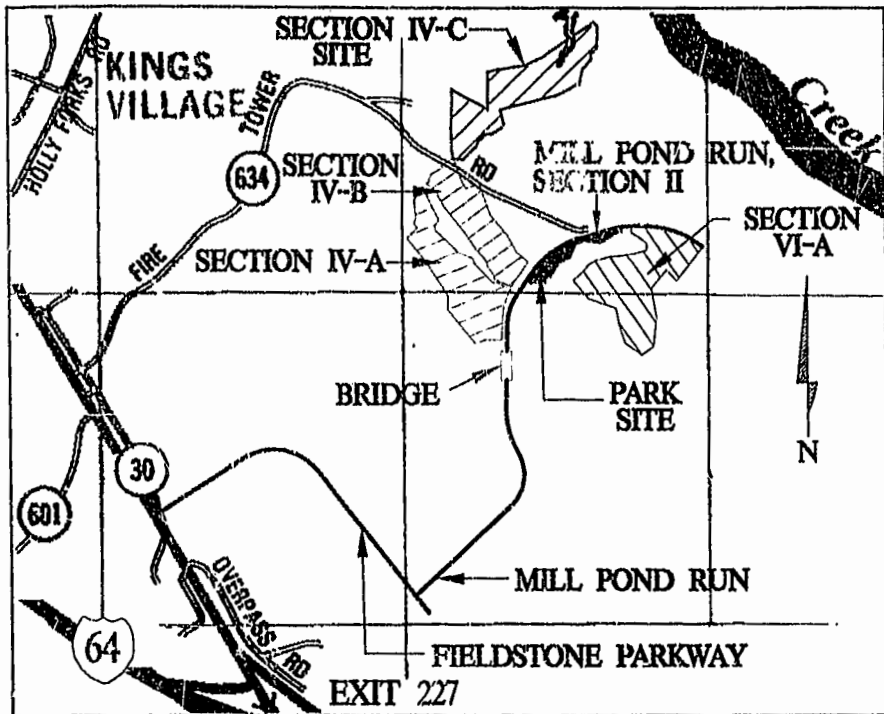 SECTION IV-C
SITE
KINGS
VILLAGE
HOLLY FORKS RD
TOWER
634
SECTION
IV-B
RD
MILL POND RUN,
SECTION II
Creek
SECTION
VI-A
SECTION IV-A
FIRE
BRIDGE
PARK
SITE
N
30
601
MILL POND RUN
OVERPASS
RD
64
FIELDSTONE PARKWAY
EXIT 227